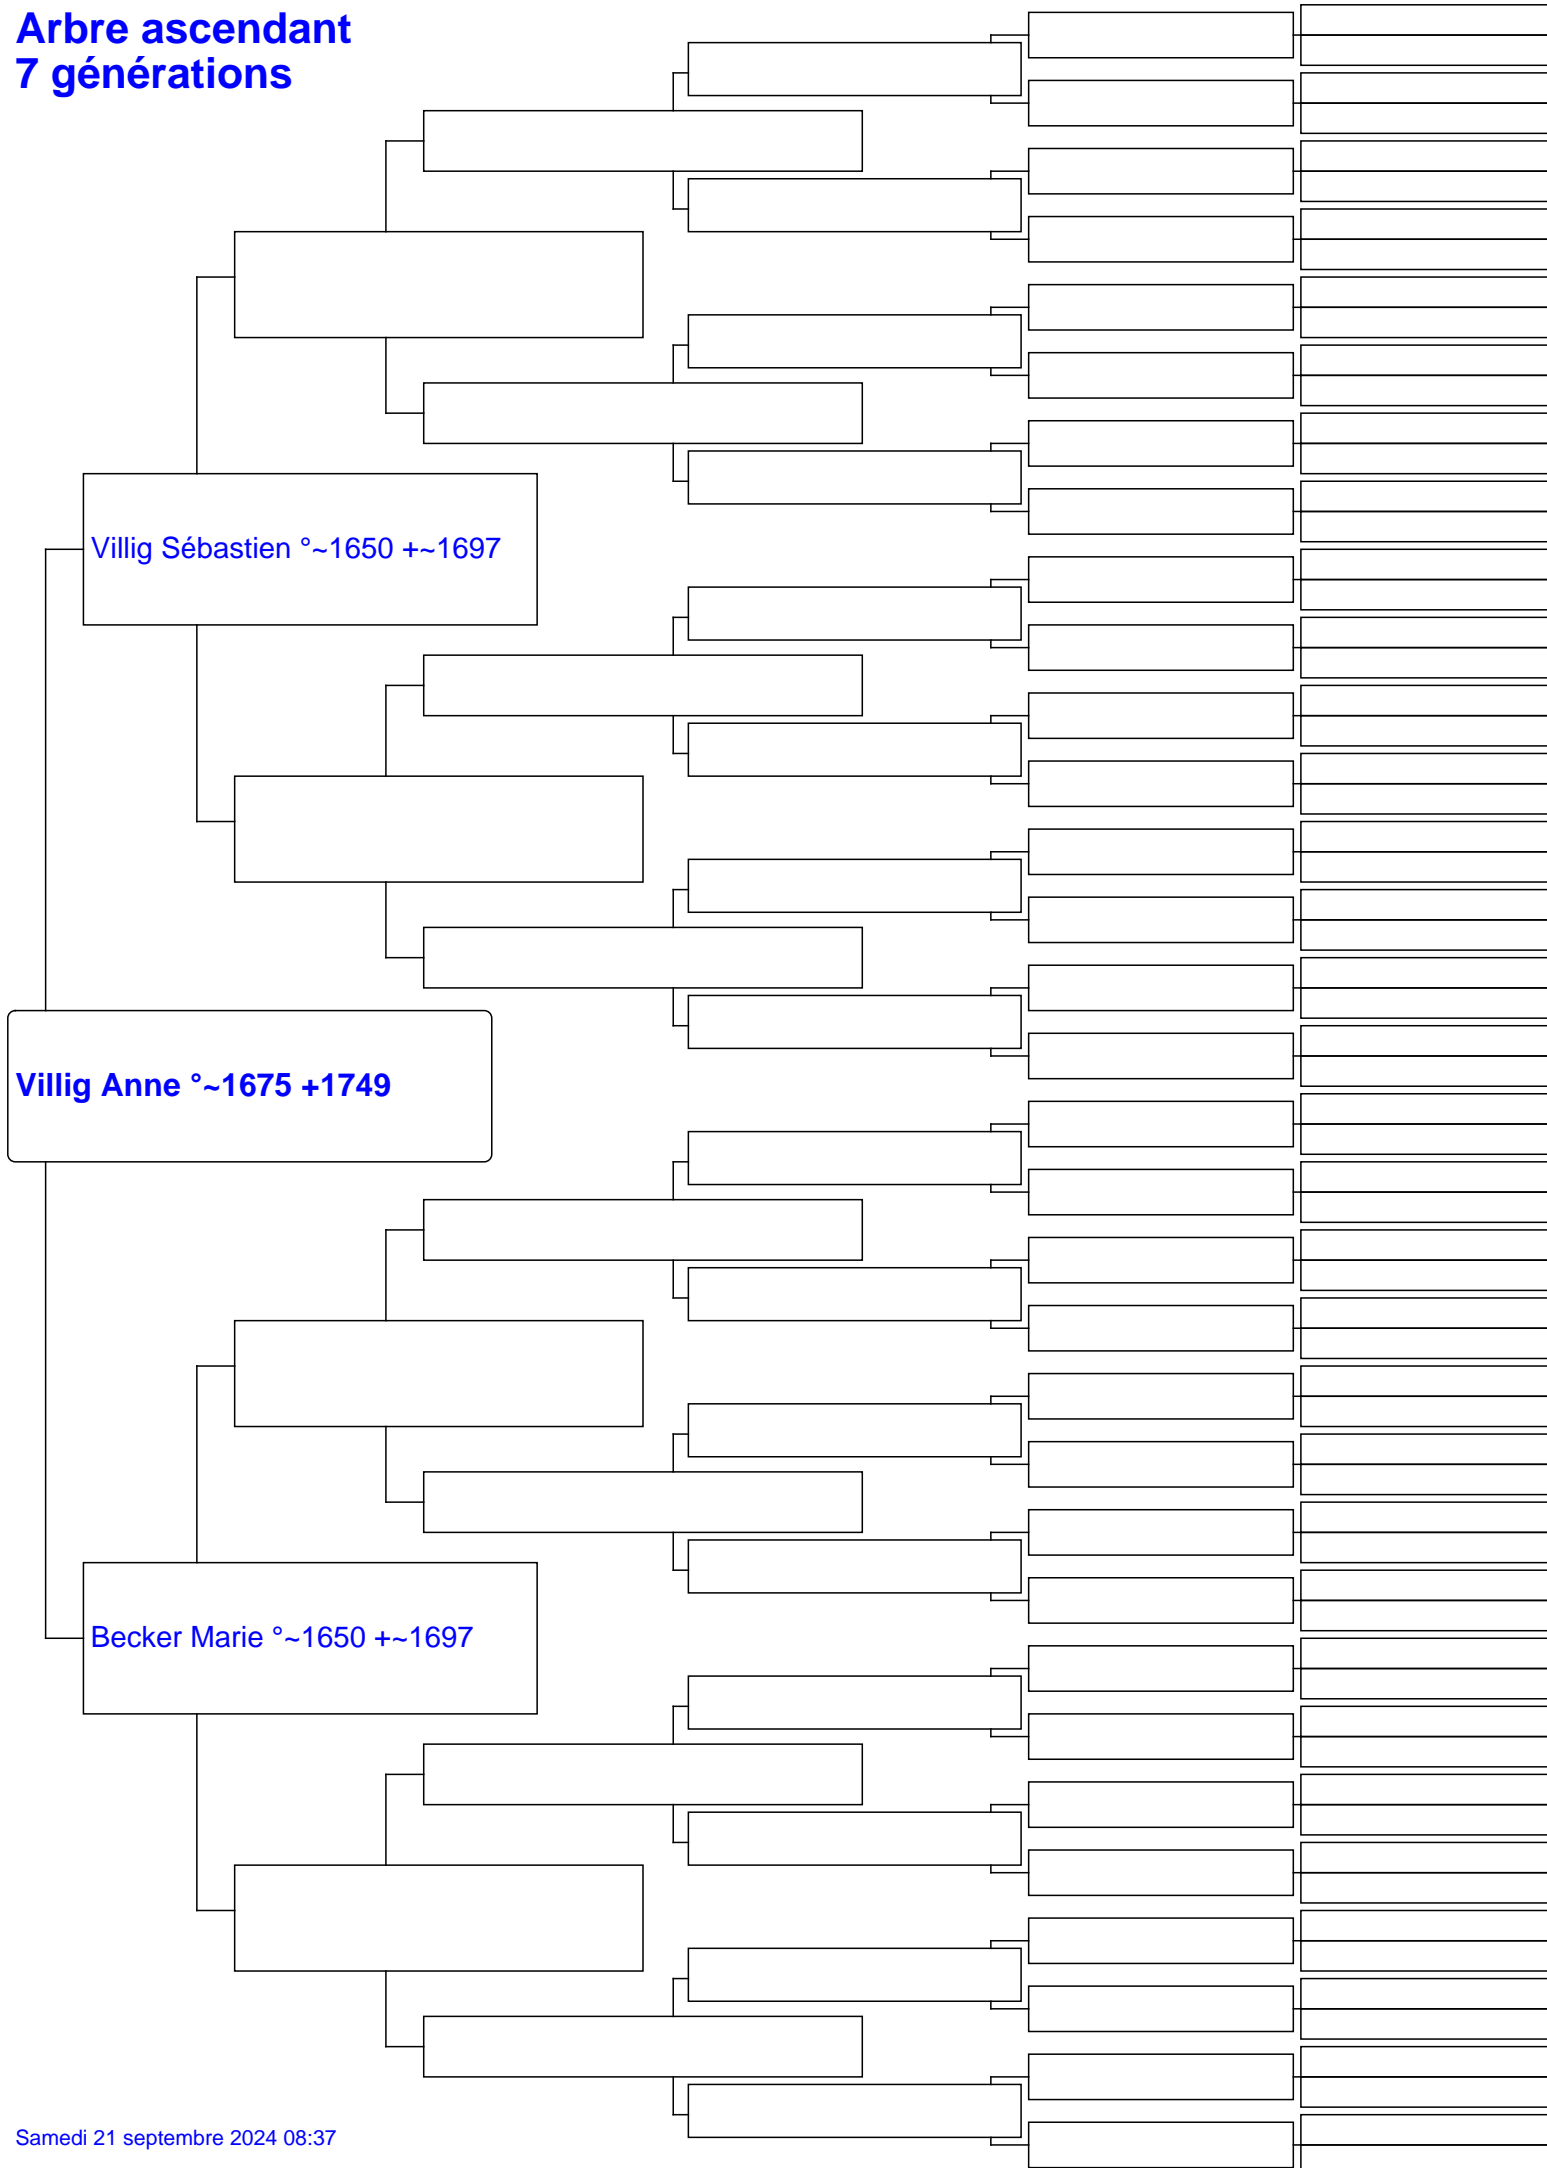 Arbre ascendant
7 générations
Villig Sébastien °~1650 +~1697
Villig Anne °~1675 +1749
Becker Marie °~1650 +~1697
Samedi 21 septembre 2024 08:37